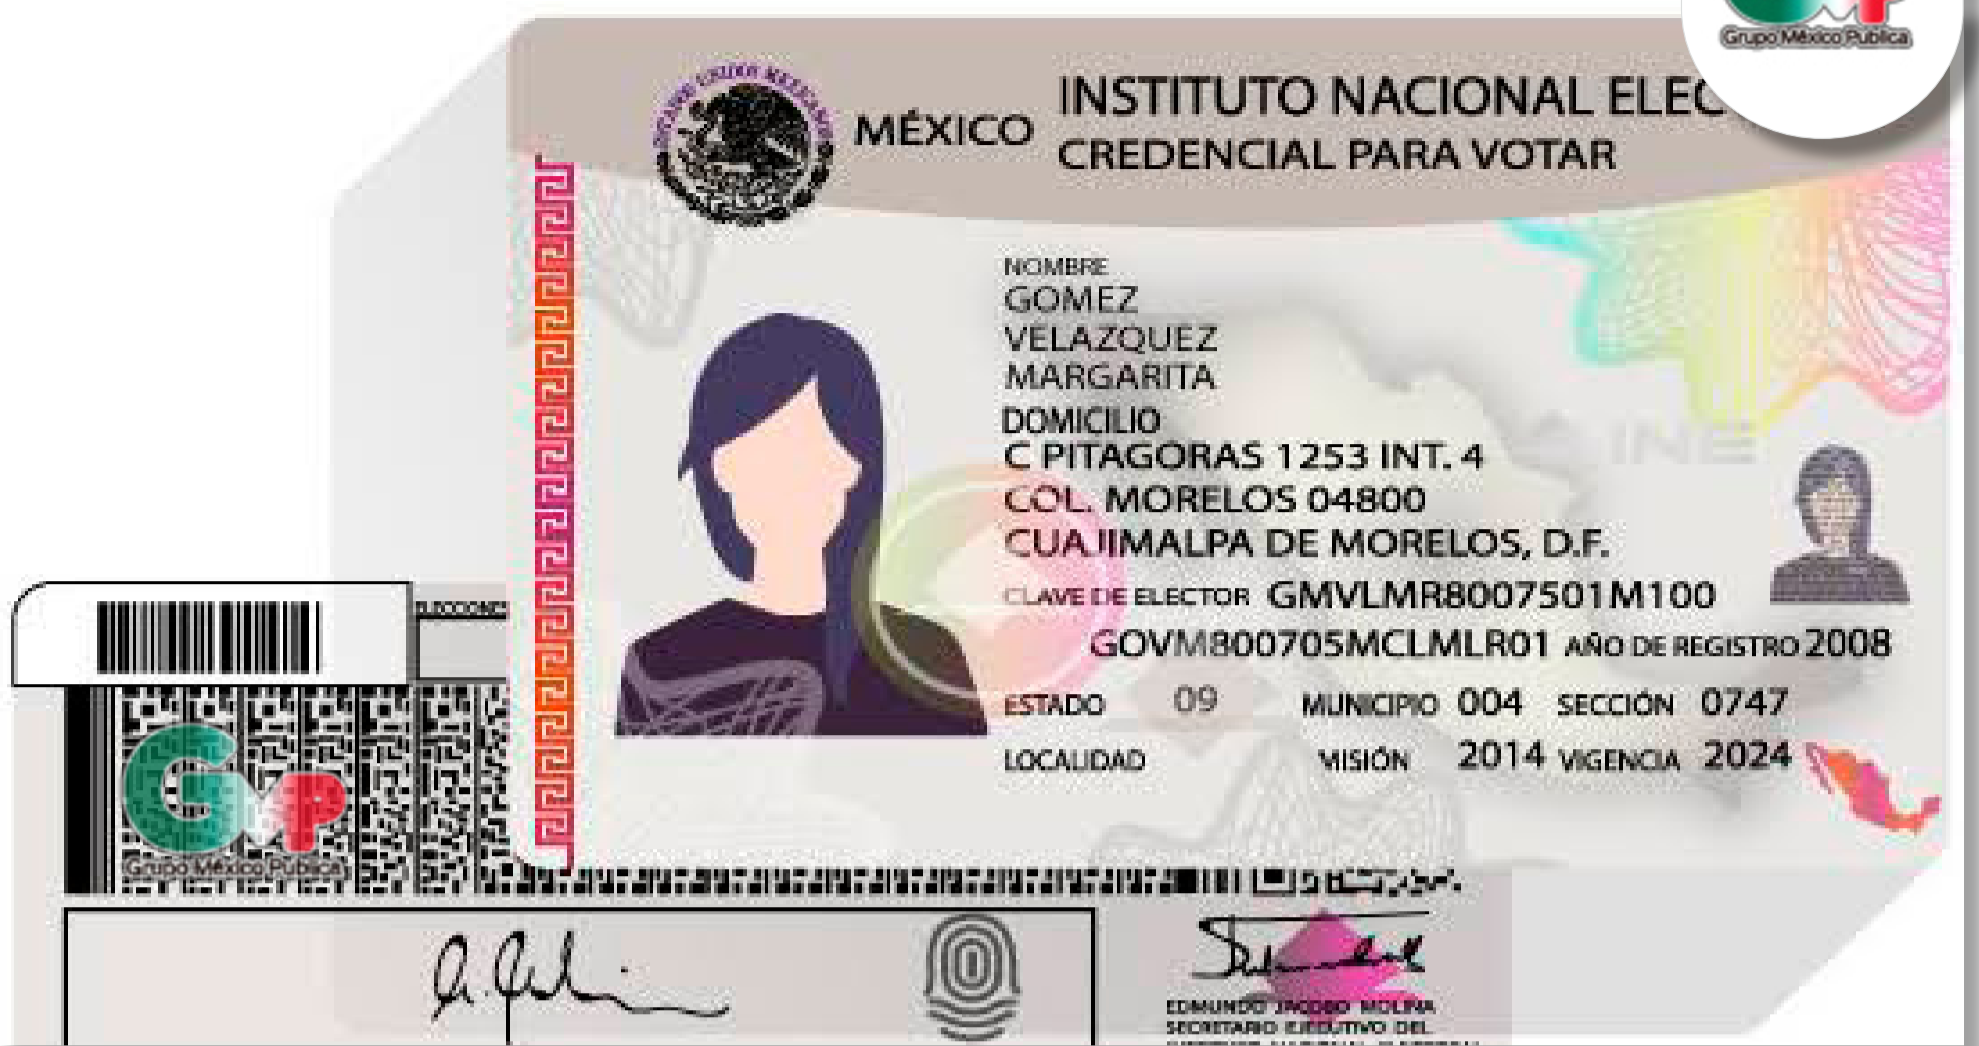 Grupo México Publica
MÉXICO
INSTITUTO NACIONAL ELEC
CREDENCIAL PARA VOTAR
NOMBRE
GOMEZ
VELAZQUEZ
MARGARITA
DOMICILIO
C PITAGORAS 1253 INT. 4
COL. MORELOS 04800
CUAJIMALPA DE MORELOS, D.F.
INE
CLAVE DE ELECTOR GMVLMR8007501M100
GOVM800705MCLMLR01 AÑO DE REGISTRO 2008
ESTADO 09 MUNICIPIO 004 SECCIÓN 0747
LOCALIDAD MISIÓN 2014 VIGENCIA 2024
GMP
Grupo México Publica
EDMUNDO JACOBO MOLINA
SECRETARIO EJECUTIVO DEL